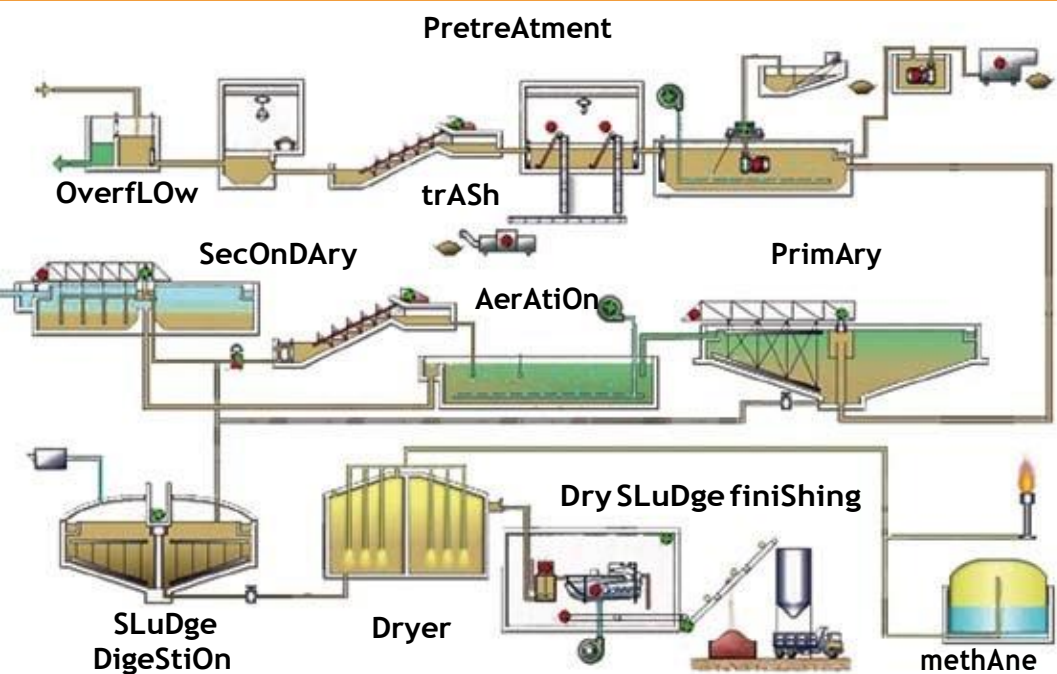 PretreAtment
OverfLOw
trASh
SecOnDAry
PrimAry
AerAtiOn
Dry SLuDge finiShing
SLuDge
DigeStiOn
Dryer
methAne